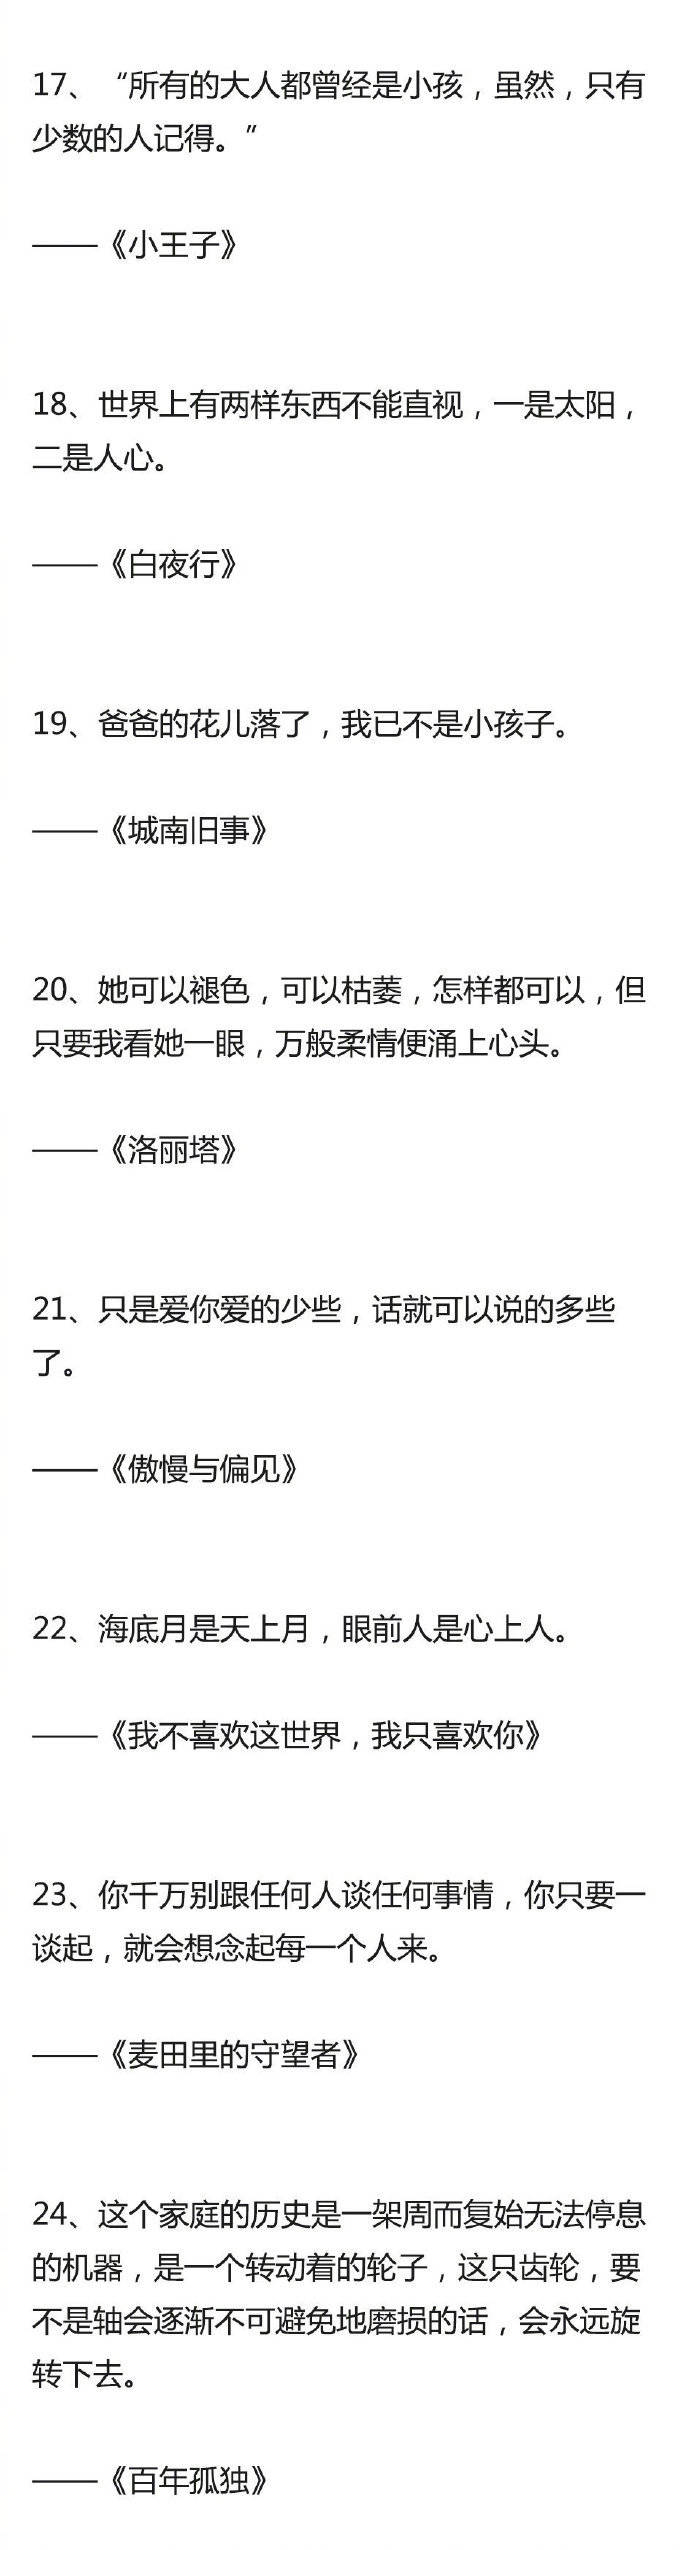 17、“所有的大人都曾经是小孩，虽然，只有
少数的人记得。”
——《小王子》
18、世界上有两样东西不能直视，一是太阳，
二是人心。
——《白夜行》
19、爸爸的花儿落了，我已不是小孩子。
——《城南旧事》
20、她可以褪色，可以枯萎，怎样都可以，但
只要我看她一眼，万般柔情便涌上心头。
——《洛丽塔》
21、只是爱你爱的少些，话就可以说的多些
了。
——《傲慢与偏见》
22、海底月是天上月，眼前人是心上人。
——《我不喜欢这世界，我只喜欢你》
23、你千万别跟任何人谈任何事情，你只要一
谈起，就会想念起每一个人来。
——《麦田里的守望者》
24、这个家庭的历史是一架周而复始无法停息
的机器，是一个转动着的轮子，这只齿轮，要
不是轴会逐渐不可避免地磨损的话，会永远旋
转下去。
——《百年孤独》